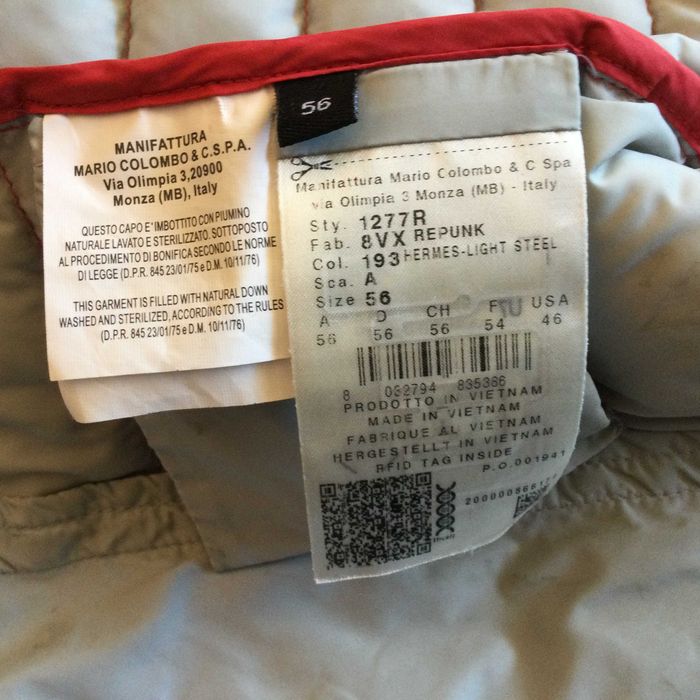 MANIFATTURA
MARIO COLOMBO & C.S.P.A.
Via Olimpia 3,20900
Monza (MB), Italy
QUESTO CAPO E' IMBOTTITO CON PIUMINO
NATURALE LAVATO E STERILIZZATO. SOTTOPOSTO
AL PROCEDIMENTO DI BONIFICA SECONDO LE NORME
DI LEGGE (D.P.R. 845 23/01/75 e D.M. 10/11/76)
THIS GARMENT IS FILLED WITH NATURAL DOWN
WASHED AND STERILIZED, ACCORDING TO THE RULES
(D.P.R. 845 23/01/75 e D.M. 10/11/76)
56
Manifattura Mario Colombo & C Spa
via Olimpia 3 Monza (MB) - Italy
Sty. 1277R
Fab. 8VX REPUNK
Col. 193 HERMES-LIGHT STEEL
Sca. A
Size 56
A D CH F USA
56 56 56 54 46
8 032794 835386
PRODOTTO IN VIETNAM
MADE IN VIETNAM
FABRIQUE AU VIETNAM
HERGESTELLT IN VIETNAM
RFID TAG INSIDE
P.O. 001941